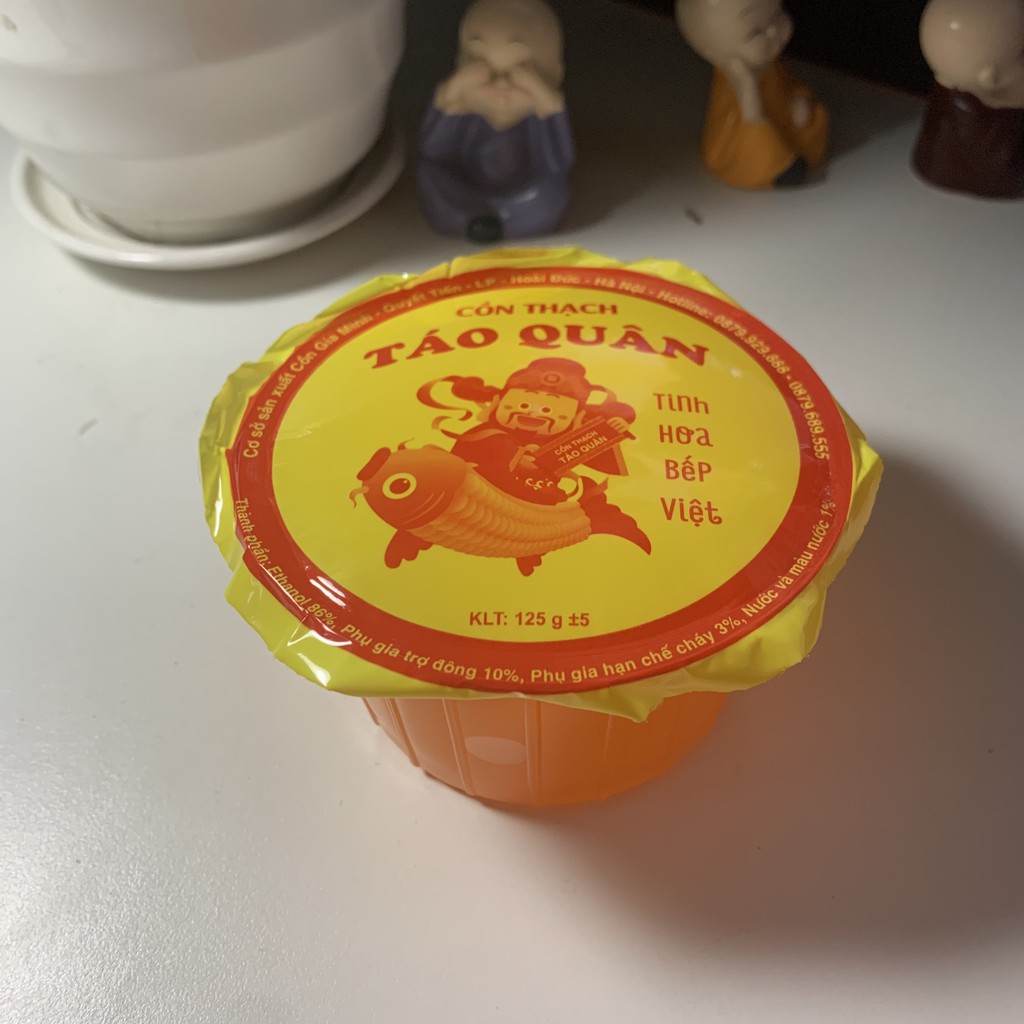 Cơ sở sản xuất Cồn Gia Minh - Quyết Tiến - LP - Hoài Đức - Hà Nội - Hotline: 0879.929.668 - 0879.689.555
CỒN THẠCH
TÁO QUÂN
Tinh
Hoa
Bếp
Việt
CỒN THẠCH
TÁO QUÂN
KLT: 125 g ±5
Thành phần: Ethanol 86%, Phụ gia trợ đông 10%, Phụ gia hạn chế cháy 3%, Nước và màu nước 1%